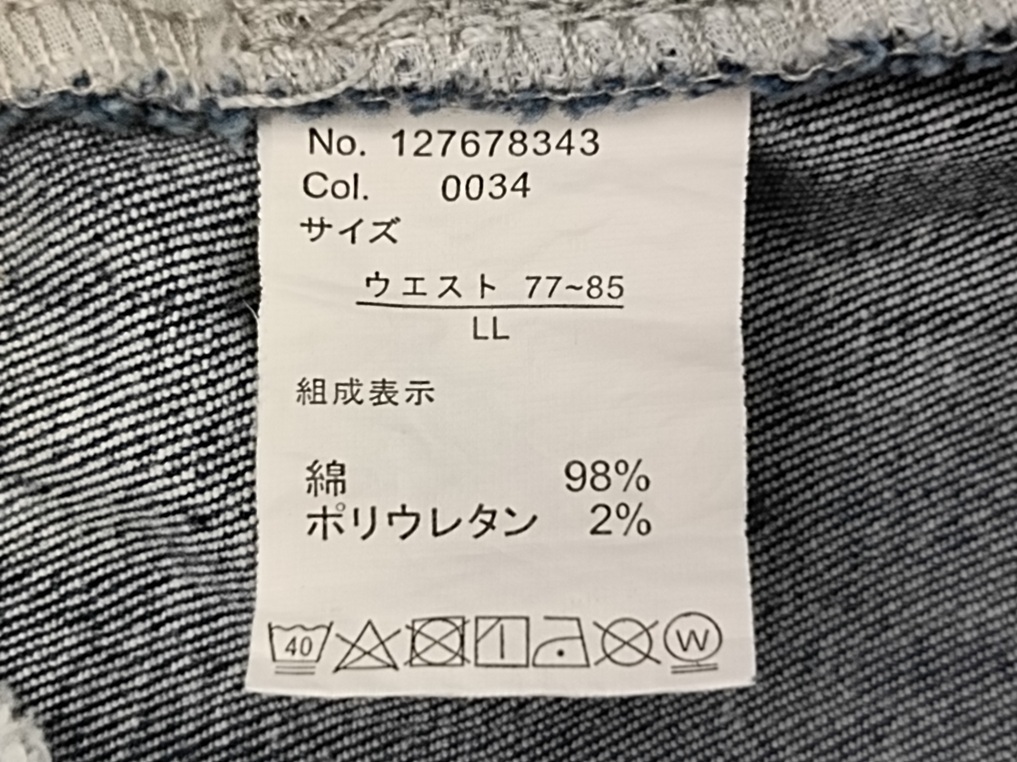 No. 127678343
Col. 0034
サイズ
ウエスト 77~85
LL
組成表示
綿 98%
ポリウレタン 2%
40 W